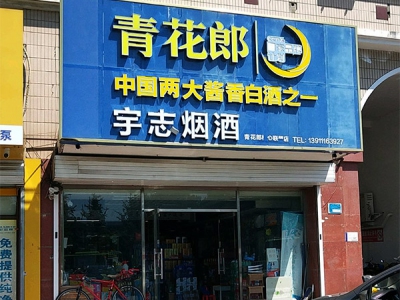 青花郎
中国两大酱香白酒之一
宇志烟酒
13911163927
泵
免费提供